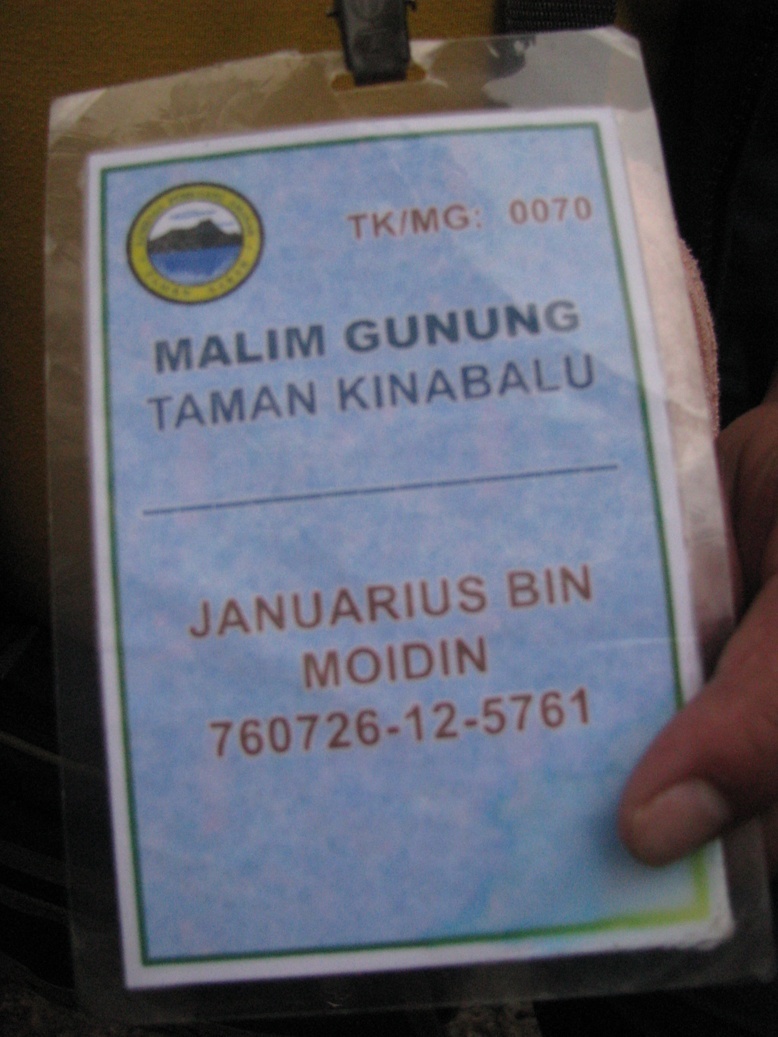 TK/MG: 0070
MALIM GUNUNG
TAMAN KINABALU
JANUARIUS BIN
MOIDIN
760726-12-5761